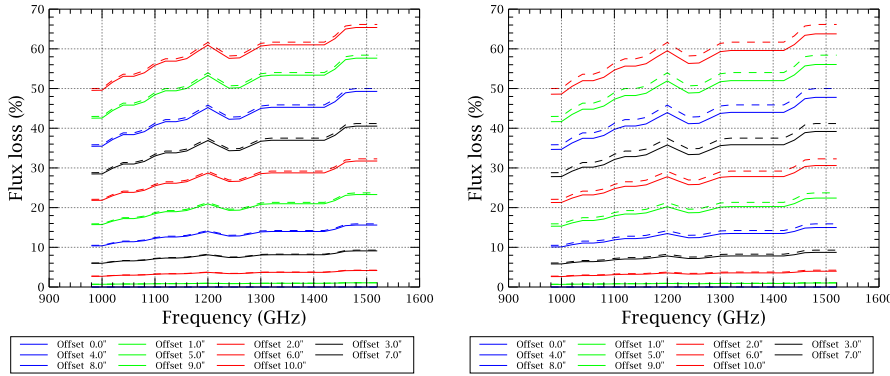 70
60
50
40
30
20
10
0
Flux loss (%)
900 1000 1100 1200 1300 1400 1500 1600
Frequency (GHz)
Offset 0.0" Offset 1.0" Offset 2.0" Offset 3.0"
Offset 4.0" Offset 5.0" Offset 6.0" Offset 7.0"
Offset 8.0" Offset 9.0" Offset 10.0"
70
60
50
40
30
20
10
0
Flux loss (%)
900 1000 1100 1200 1300 1400 1500 1600
Frequency (GHz)
Offset 0.0" Offset 1.0" Offset 2.0" Offset 3.0"
Offset 4.0" Offset 5.0" Offset 6.0" Offset 7.0"
Offset 8.0" Offset 9.0" Offset 10.0"